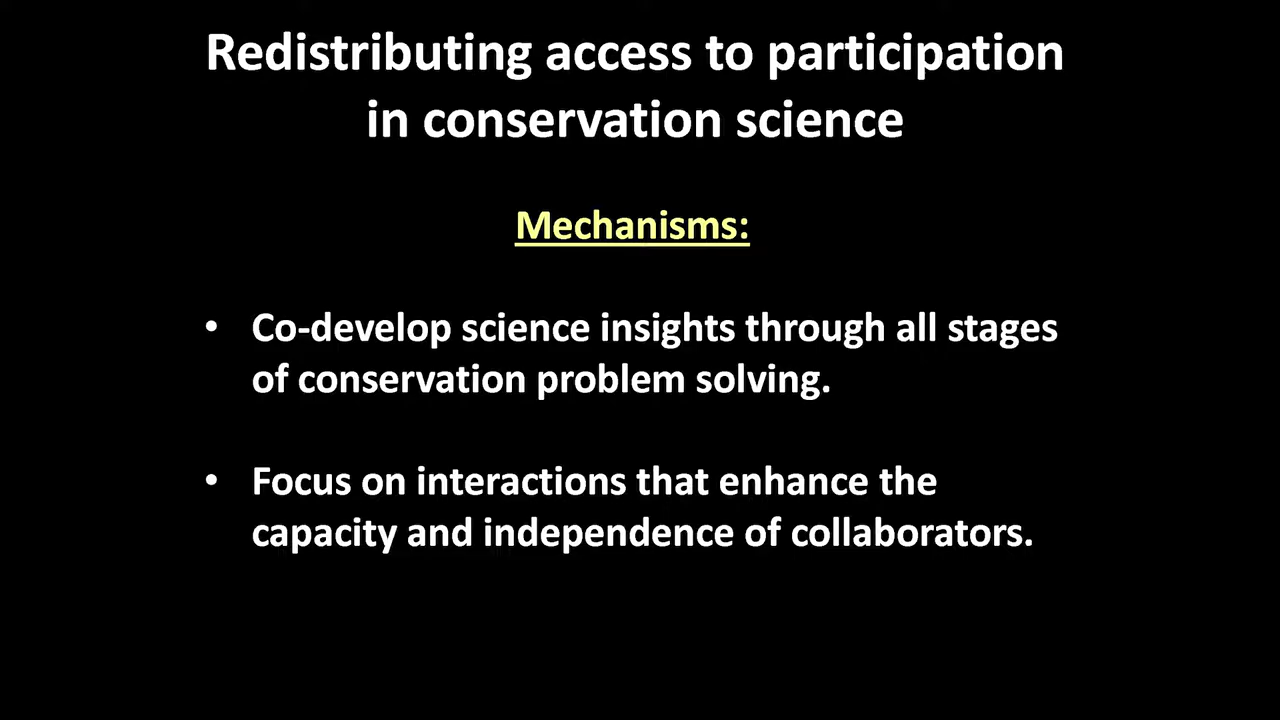 Redistributing access to participation
in conservation science
Mechanisms:
• Co-develop science insights through all stages
of conservation problem solving.
• Focus on interactions that enhance the
capacity and independence of collaborators.